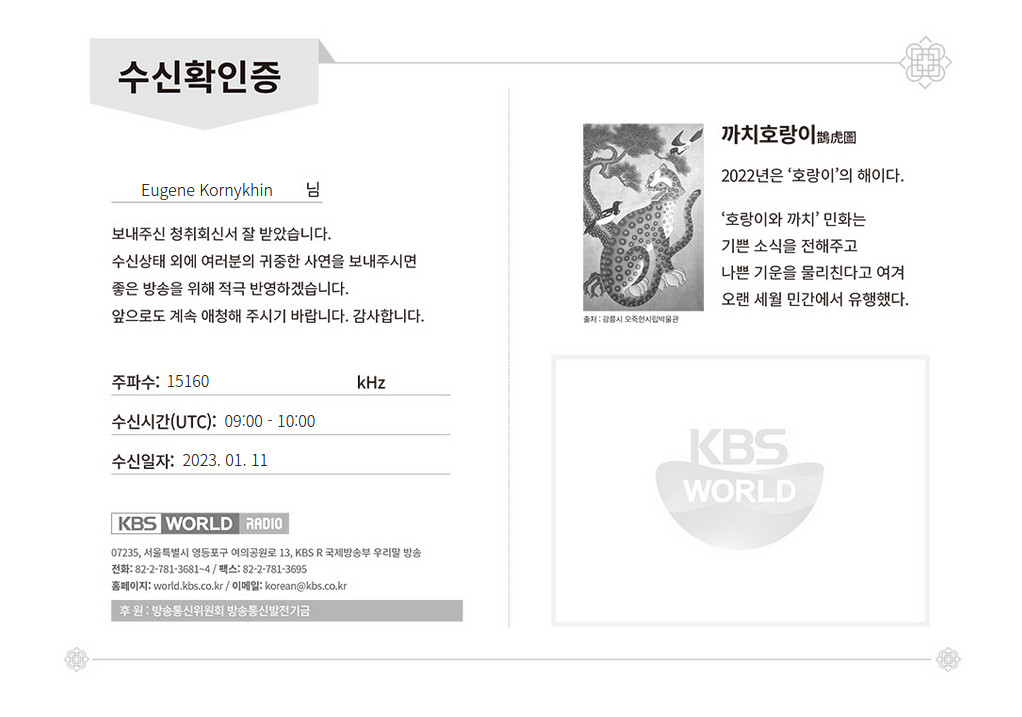 수신확인증
Eugene Kornykhin 님
보내주신 청취회신서 잘 받았습니다.
수신상태 외에 여러분의 귀중한 사연을 보내주시면
좋은 방송을 위해 적극 반영하겠습니다.
앞으로도 계속 애청해 주시기 바랍니다. 감사합니다.
주파수: 15160 kHz
수신시간(UTC): 09:00 - 10:00
수신일자: 2023. 01. 11
KBS WORLD RADIO
07235, 서울특별시 영등포구 여의공원로 13, KBS R 국제방송부 우리말 방송
전화: 82-2-781-3681~4 / 팩스: 82-2-781-3695
홈페이지: world.kbs.co.kr / 이메일: korean@kbs.co.kr
후 원 : 방송통신위원회 방송통신발전기금
까치호랑이鵲虎圖
2022년은 ‘호랑이’의 해이다.
‘호랑이와 까치’ 민화는
기쁜 소식을 전해주고
나쁜 기운을 물리친다고 여겨
오랜 세월 민간에서 유행했다.
출처 : 강릉시 오죽헌시립박물관
KBS
WORLD